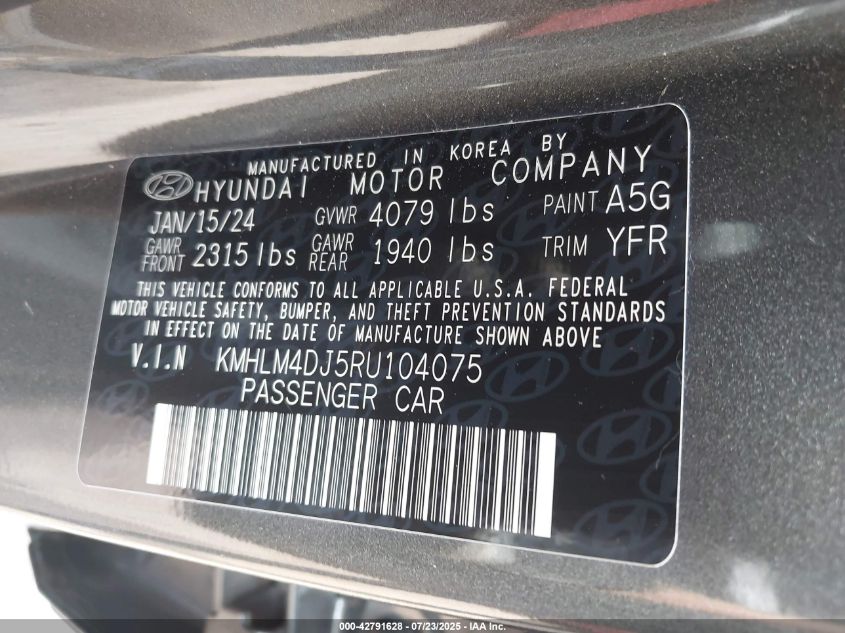 MANUFACTURED IN KOREA BY
HYUNDAI MOTOR COMPANY
JAN/15/24 GVWR 4079 lbs PAINT A5G
GAWR FRONT 2315 lbs GAWR REAR 1940 lbs TRIM YFR
THIS VEHICLE CONFORMS TO ALL APPLICABLE U.S.A. FEDERAL
MOTOR VEHICLE SAFETY, BUMPER, AND THEFT PREVENTION STANDARDS
IN EFFECT ON THE DATE OF MANUFACTURE SHOWN ABOVE
V.I.N KMHLM4DJ5RU104075
PASSENGER CAR
000-42791628 - 07/23/2025 - IAA Inc.